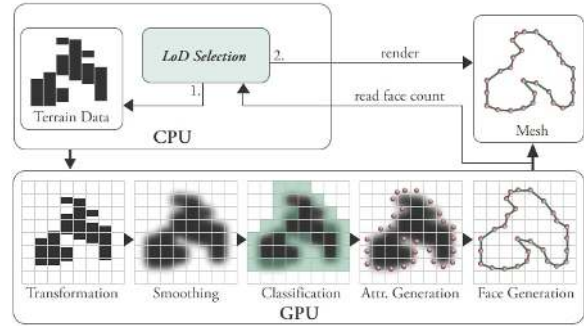 LoD Selection
2.
render
1.
read face count
Terrain Data
CPU
Mesh
Transformation
Smoothing
Classification
Attr. Generation
Face Generation
GPU